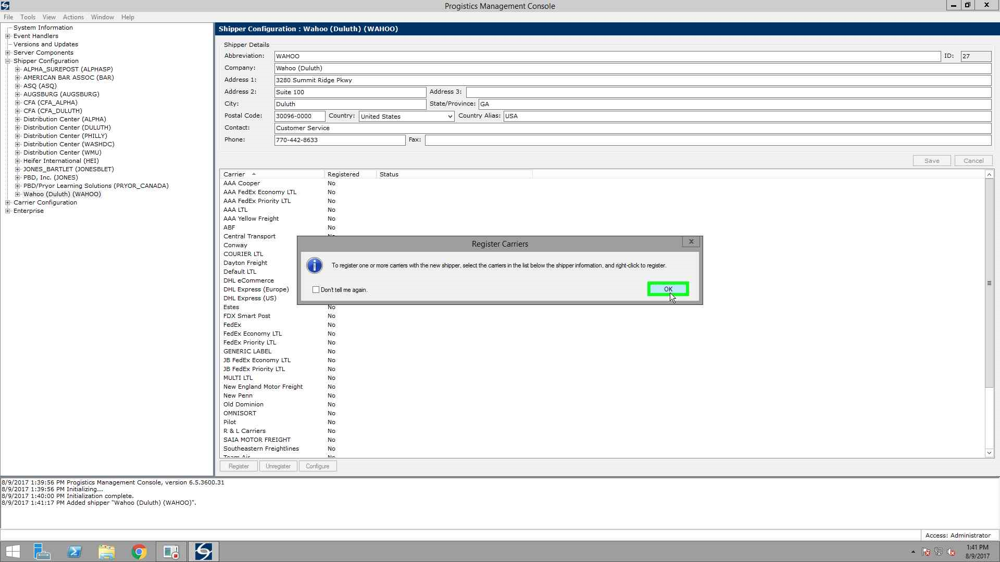 Progistics Management Console
File Tools View Actions Window Help
System Information
Event Handlers
Versions and Updates
Server Components
Shipper Configuration
ALPHA_SUREPOST (ALPHASP)
AMERICAN BAR ASSOC (BAR)
ASQ (ASQ)
AUGSBURG (AUGSBURG)
CFA (CFA_ALPHA)
CFA (CFA_DULUTH)
Distribution Center (ALPHA)
Distribution Center (DULUTH)
Distribution Center (PHILLY)
Distribution Center (WASHDC)
Distribution Center (WMU)
Heifer International (HEI)
JONES_BARTLET (JONESBLET)
PBD, Inc. (JONES)
PBD/Pryor Learning Solutions (PRYOR_CANADA)
Wahoo (Duluth) (WAHOO)
Carrier Configuration
Enterprise
Shipper Configuration : Wahoo (Duluth) (WAHOO)
Shipper Details
Abbreviation: WAHOO ID: 27
Company: Wahoo (Duluth)
Address 1: 3280 Summit Ridge Pkwy
Address 2: Suite 100 Address 3:
City: Duluth State/Province: GA
Postal Code: 30096-0000 Country: United States Country Alias: USA
Contact: Customer Service
Phone: 770-442-8633 Fax:
Save Cancel
Carrier Registered Status
AAA Cooper No
AAA FedEx Economy LTL No
AAA FedEx Priority LTL No
AAA LTL No
AAA Yellow Freight No
ABF No
Central Transport
Conway
COURIER LTL
Dayton Freight
Default LTL
DHL eCommerce
DHL Express (Europe)
DHL Express (US)
Estes No
FDX Smart Post No
FedEx No
FedEx Economy LTL No
FedEx Priority LTL No
GENERIC LABEL No
JB FedEx Economy LTL No
JB FedEx Priority LTL No
MULTI LTL No
New England Motor Freight No
New Penn No
Old Dominion No
OMNISORT No
Pilot No
R & L Carriers No
SAIA MOTOR FREIGHT No
Southeastern Freightlines No
Register Unregister Configure
Register Carriers
To register one or more carriers with the new shipper, select the carriers in the list below the shipper information, and right-click to register.
Don't tell me again.
OK
8/9/2017 1:39:56 PM Progistics Management Console, version 6.5.3600.31
8/9/2017 1:39:56 PM Initializing...
8/9/2017 1:40:00 PM Initialization complete.
8/9/2017 1:41:17 PM Added shipper "Wahoo (Duluth) (WAHOO)".
Access: Administrator
1:41 PM
8/9/2017